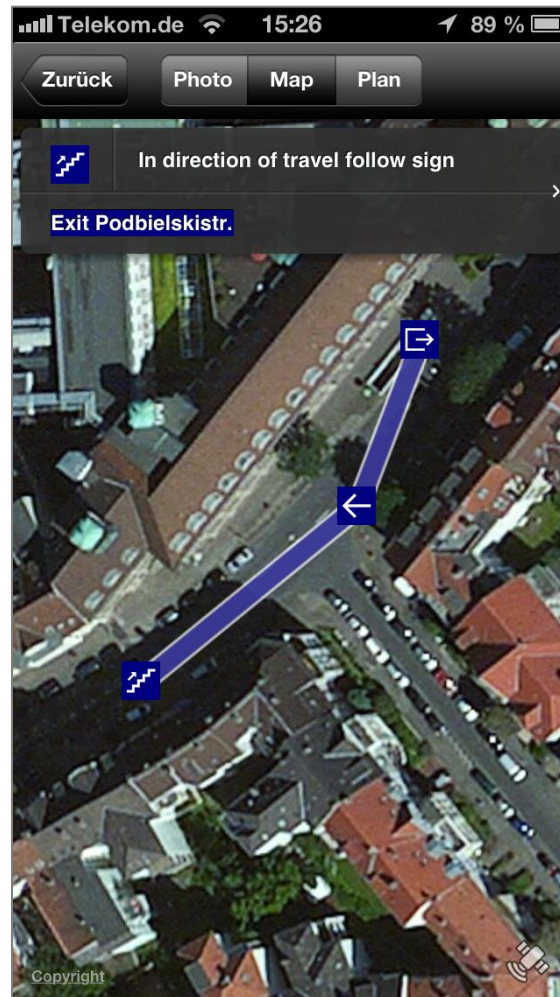 Telekom.de 15:26 89 %
Zurück Photo Map Plan
In direction of travel follow sign
Exit Podbielskistr.
Copyright